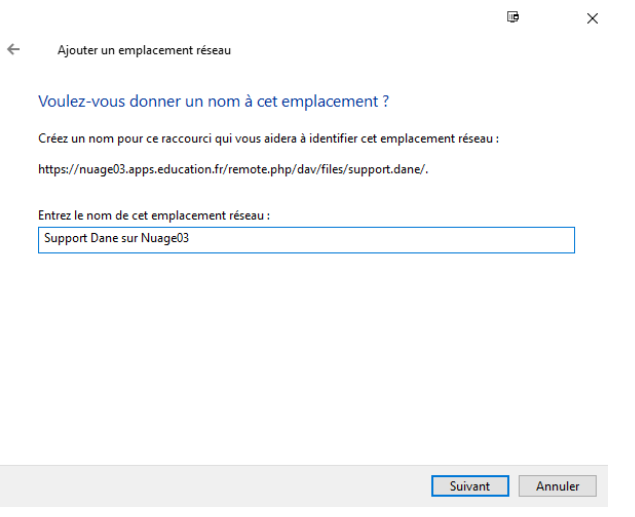 Ajouter un emplacement réseau
Voulez-vous donner un nom à cet emplacement ?
Créez un nom pour ce raccourci qui vous aidera à identifier cet emplacement réseau :
https://nuage03.apps.education.fr/remote.php/dav/files/support.dane/.
Entrez le nom de cet emplacement réseau :
Support Dane sur Nuage03
Suivant
Annuler